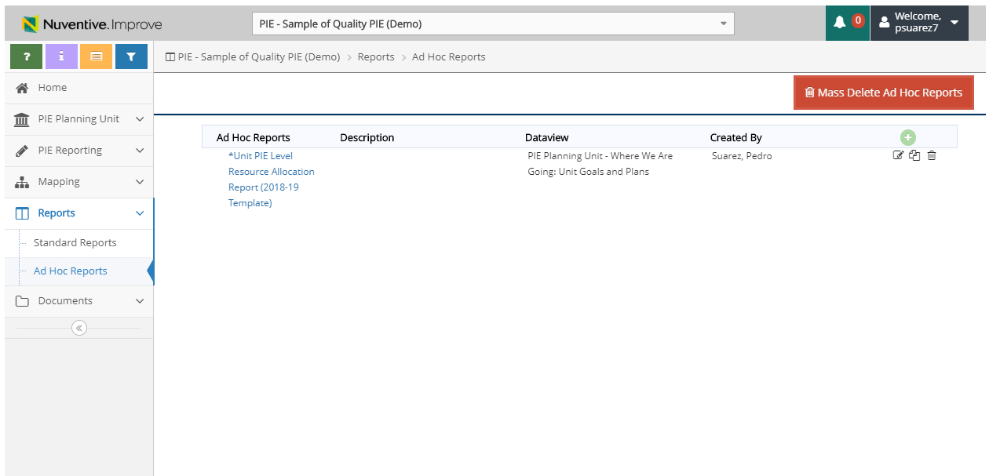 Nuventive.Improve
PIE - Sample of Quality PIE (Demo)
0
Welcome,
psuarez7
?
i
PIE - Sample of Quality PIE (Demo) > Reports > Ad Hoc Reports
Home
PIE Planning Unit
PIE Reporting
Mapping
Reports
Standard Reports
Ad Hoc Reports
Documents
Mass Delete Ad Hoc Reports
Ad Hoc Reports Description Dataview Created By
*Unit PIE Level
Resource Allocation
Report (2018-19
Template)
PIE Planning Unit - Where We Are
Going: Unit Goals and Plans
Suarez, Pedro